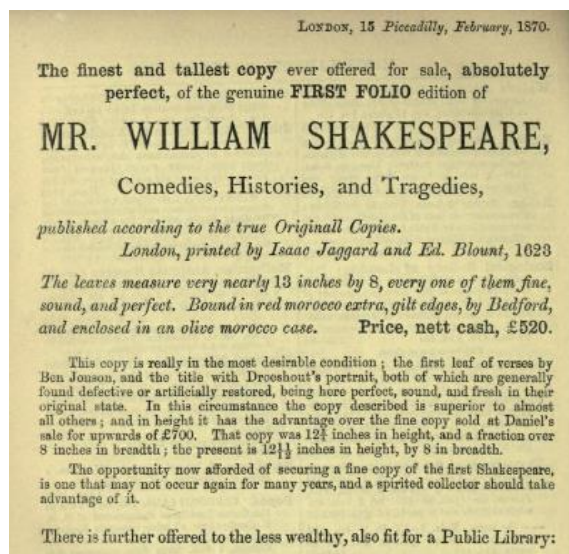 LONDON, 15 Piccadilly, February, 1870.
The finest and tallest copy ever offered for sale, absolutely
perfect, of the genuine FIRST FOLIO edition of
MR. WILLIAM SHAKESPEARE,
Comedies, Histories, and Tragedies,
published according to the true Originall Copies.
London, printed by Isaac Jaggard and Ed. Blount, 1623
The leaves measure very nearly 13 inches by 8, every one of them fine,
sound, and perfect. Bound in red morocco extra, gilt edges, by Bedford,
and enclosed in an olive morocco case. Price, nett cash, £520.
This copy is really in the most desirable condition; the first leaf of verses by
Ben Jonson, and the title with Droeshout's portrait, both of which are generally
found defective or artificially restored, being here perfect, sound, and fresh in their
original state. In this circumstance the copy described is superior to almost
all others; and in height it has the advantage over the fine copy sold at Daniel's
sale for upwards of £700. That copy was 12¾ inches in height, and a fraction over
8 inches in breadth; the present is 12 11/12 inches in height, by 8 in breadth.
The opportunity now afforded of securing a fine copy of the first Shakespeare,
is one that may not occur again for many years, and a spirited collector should take
advantage of it.
There is further offered to the less wealthy, also fit for a Public Library: